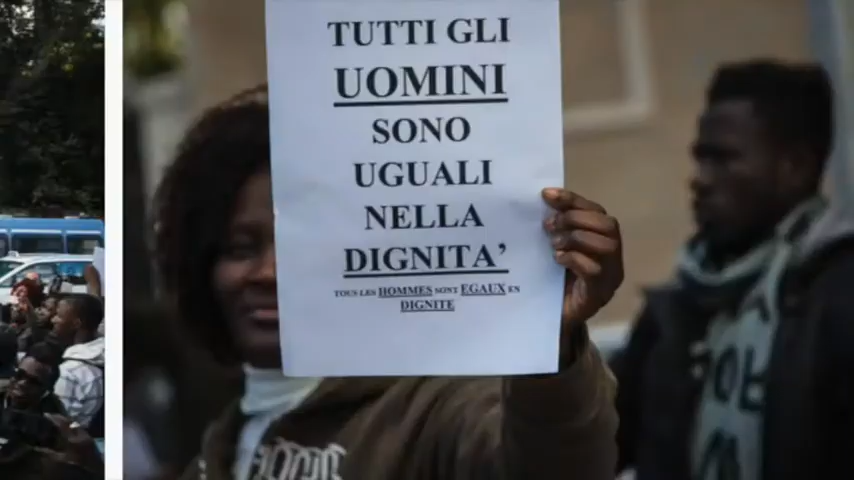 TUTTI GLI
UOMINI
SONO
UGUALI
NELLA
DIGNITA'
TOUS LES HOMMES SONT EGAUX EN
DIGNITE